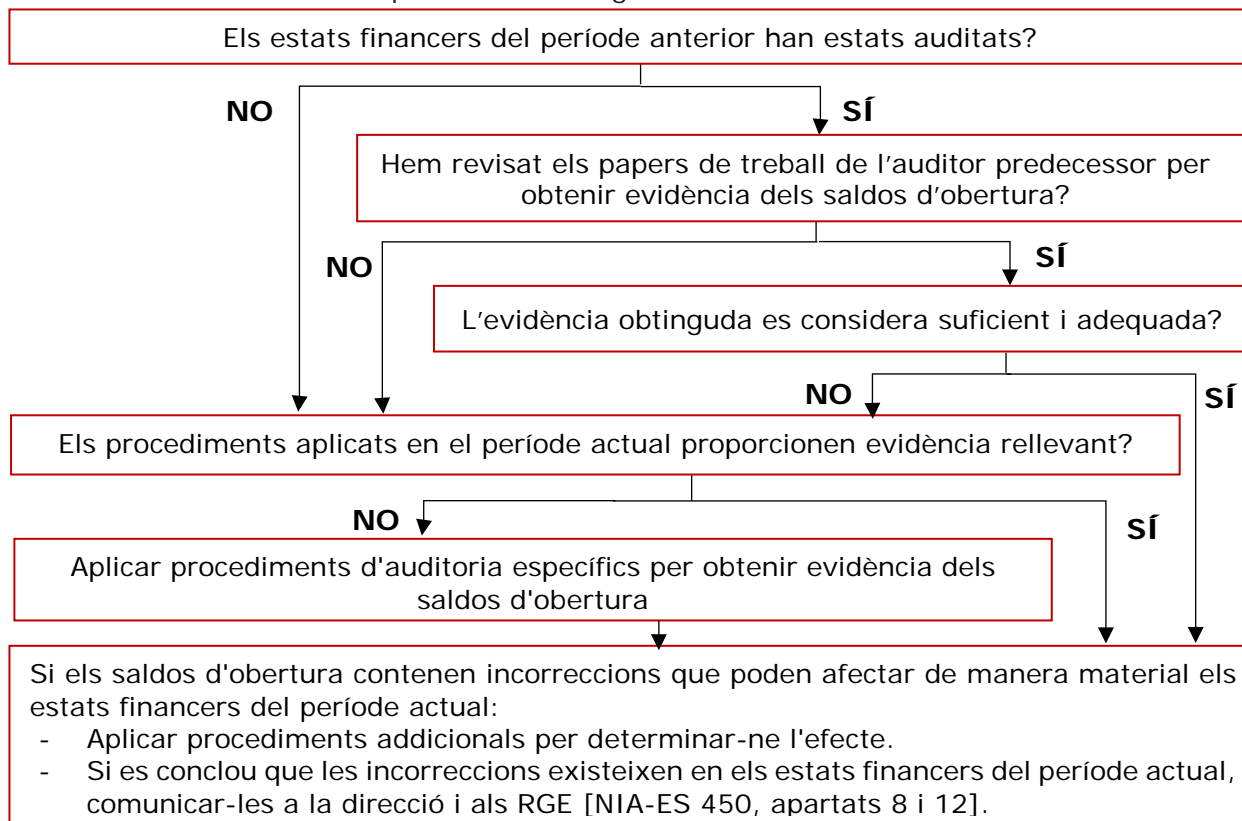 Els estats financers del període anterior han estats auditats?
NO
SÍ
Hem revisat els papers de treball de l'auditor predecessor per
obtenir evidència dels saldos d'obertura?
NO
SÍ
L'evidència obtinguda es considera suficient i adequada?
NO
SÍ
Els procediments aplicats en el període actual proporcionen evidència rellevant?
NO
SÍ
Aplicar procediments d'auditoria específics per obtenir evidència dels
saldos d'obertura
Si els saldos d'obertura contenen incorreccions que poden afectar de manera material els
estats financers del període actual:
- Aplicar procediments addicionals per determinar-ne l'efecte.
- Si es conclou que les incorreccions existeixen en els estats financers del període actual,
comunicar-les a la direcció i als RGE [NIA-ES 450, apartats 8 i 12].